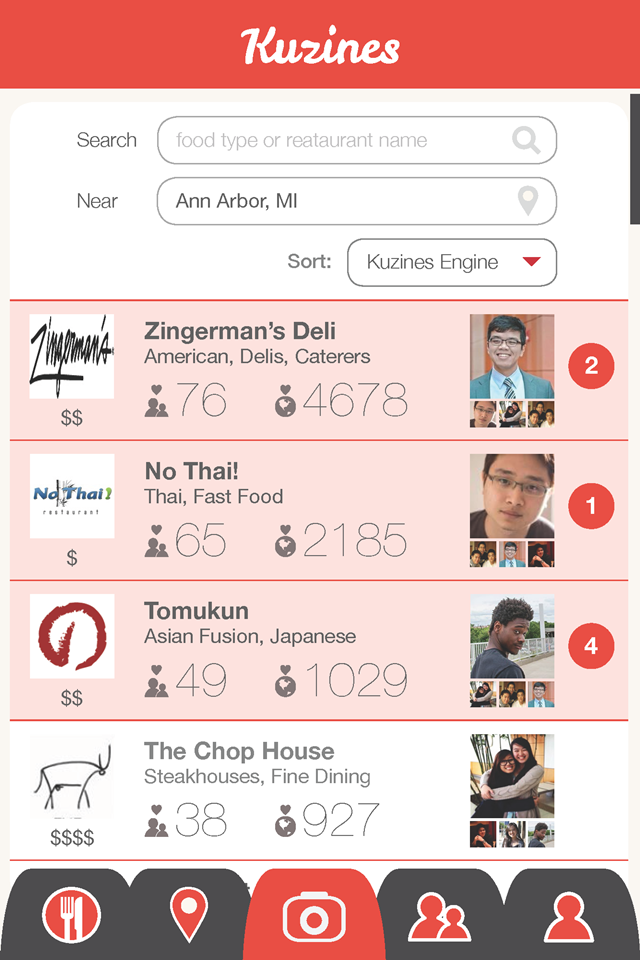 Kuzines
Search food type or reataurant name
Near Ann Arbor, MI
Sort: Kuzines Engine
Zingerman's
$$
Zingerman's Deli
American, Delis, Caterers
76 4678
2
No Thai!
restaurant
$
No Thai!
Thai, Fast Food
65 2185
1
$$
Tomukun
Asian Fusion, Japanese
49 1029
4
$$$$
The Chop House
Steakhouses, Fine Dining
38 927